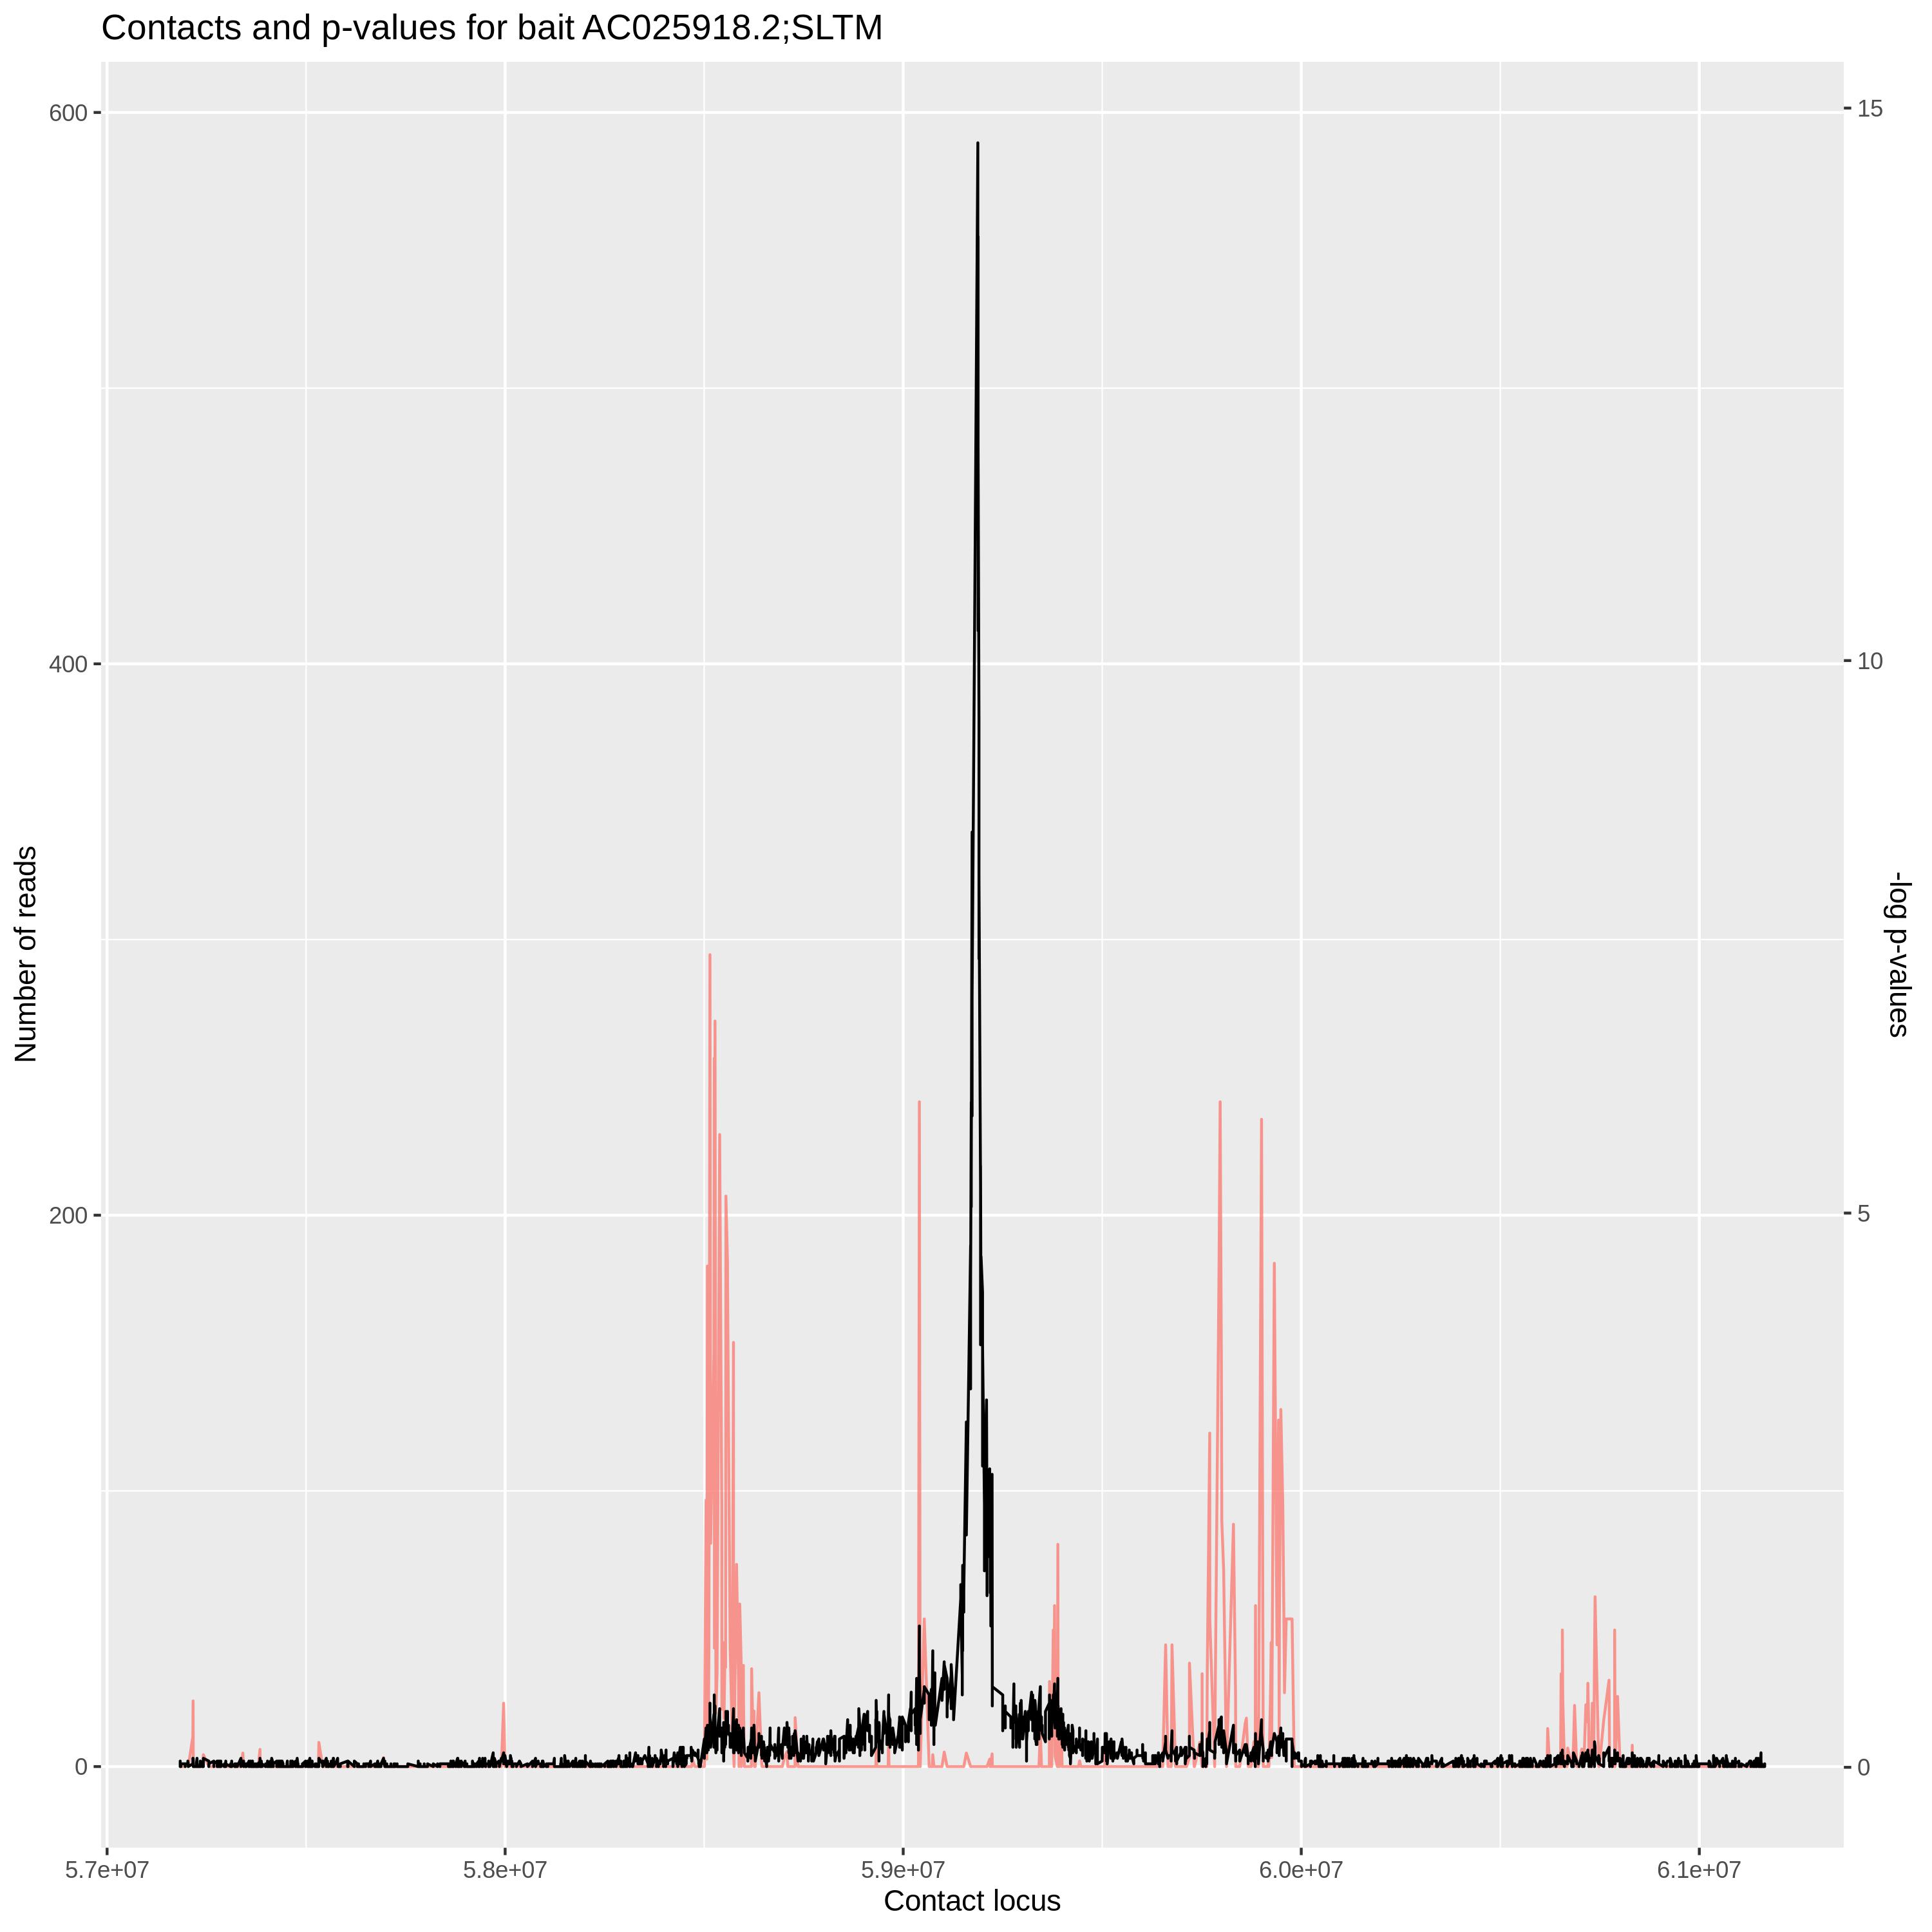 Contacts and p-values for bait AC025918.2;SLTM
600
400
200
0
Number of reads
15
10
5
0
-log p-values
5.7e+07 5.8e+07 5.9e+07 6.0e+07 6.1e+07
Contact locus